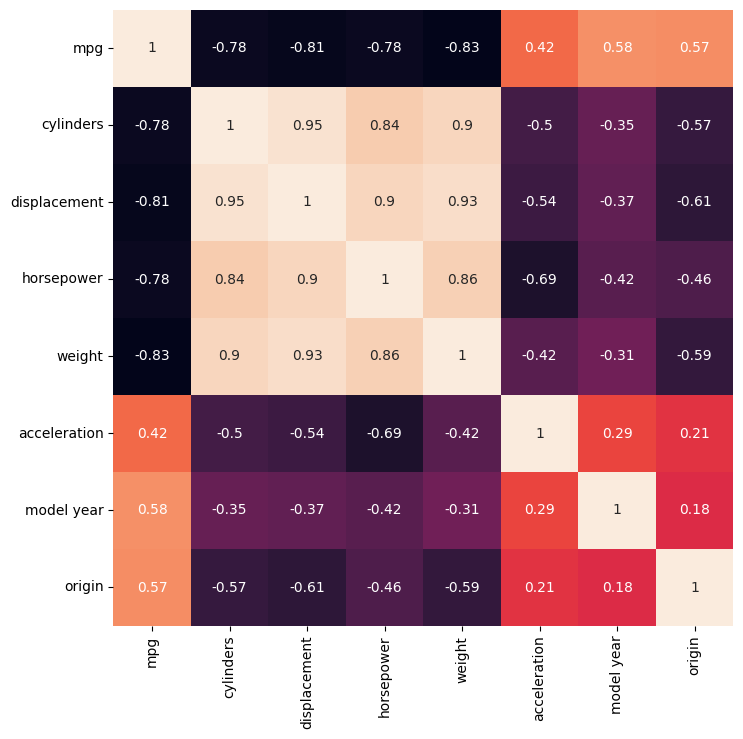 mpg 1 -0.78 -0.81 -0.78 -0.83 0.42 0.58 0.57
cylinders -0.78 1 0.95 0.84 0.9 -0.5 -0.35 -0.57
displacement -0.81 0.95 1 0.9 0.93 -0.54 -0.37 -0.61
horsepower -0.78 0.84 0.9 1 0.86 -0.69 -0.42 -0.46
weight -0.83 0.9 0.93 0.86 1 -0.42 -0.31 -0.59
acceleration 0.42 -0.5 -0.54 -0.69 -0.42 1 0.29 0.21
model year 0.58 -0.35 -0.37 -0.42 -0.31 0.29 1 0.18
origin 0.57 -0.57 -0.61 -0.46 -0.59 0.21 0.18 1
mpg
cylinders
displacement
horsepower
weight
acceleration
model year
origin